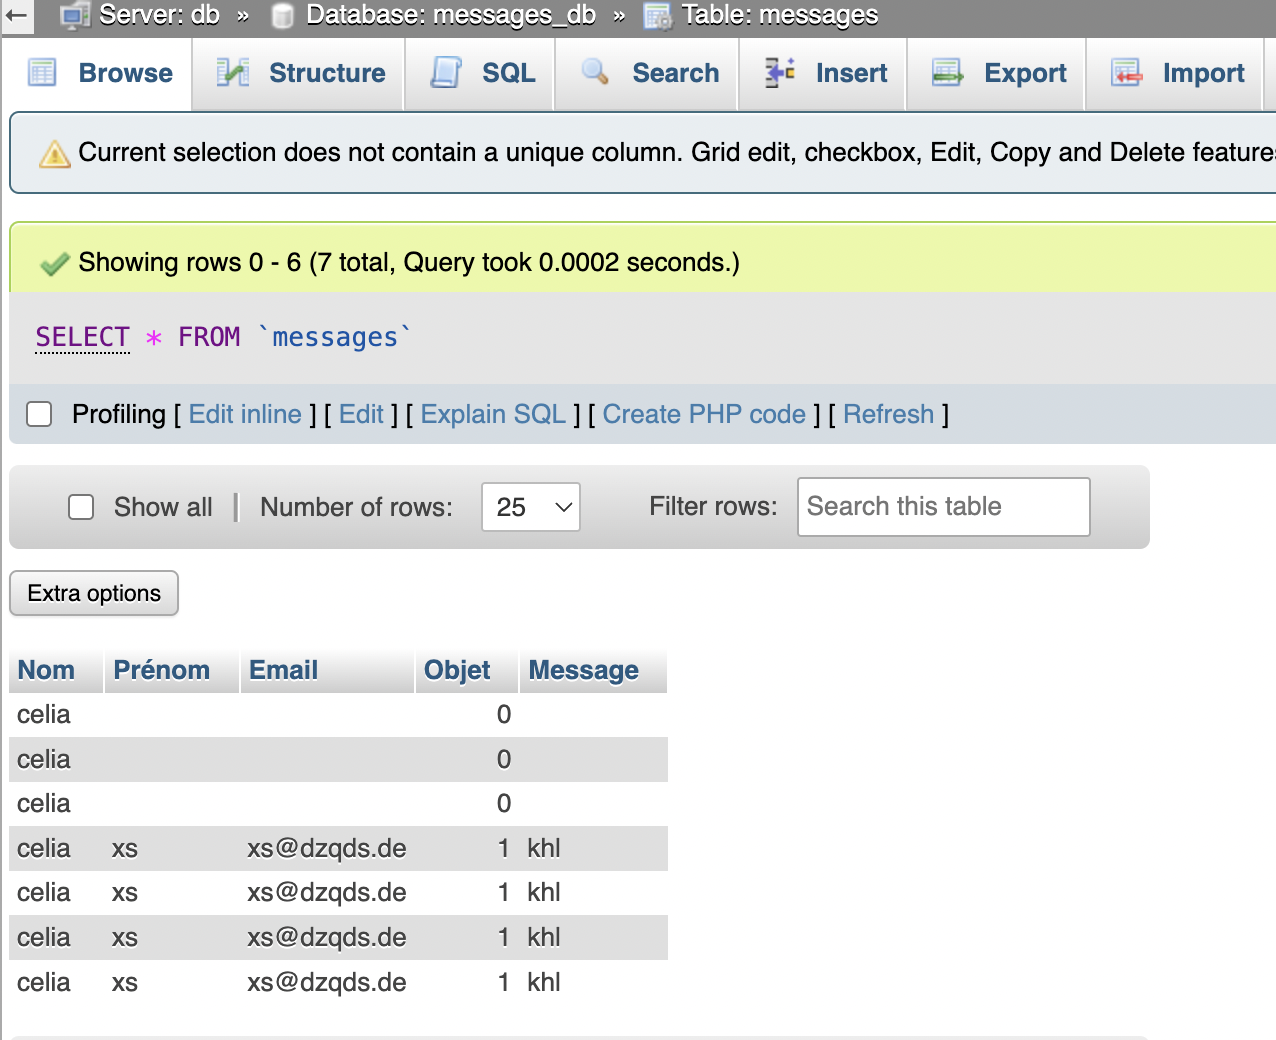 Server: db » Database: messages_db » Table: messages
Browse Structure SQL Search Insert Export Import
Current selection does not contain a unique column. Grid edit, checkbox, Edit, Copy and Delete features
Showing rows 0 - 6 (7 total, Query took 0.0002 seconds.)
SELECT * FROM `messages`
Profiling [ Edit inline ] [ Edit ] [ Explain SQL ] [ Create PHP code ] [ Refresh ]
Show all | Number of rows: 25 Filter rows: Search this table
Extra options
Nom Prénom Email Objet Message
celia 0
celia 0
celia 0
celia xs xs@dzqds.de 1 khl
celia xs xs@dzqds.de 1 khl
celia xs xs@dzqds.de 1 khl
celia xs xs@dzqds.de 1 khl